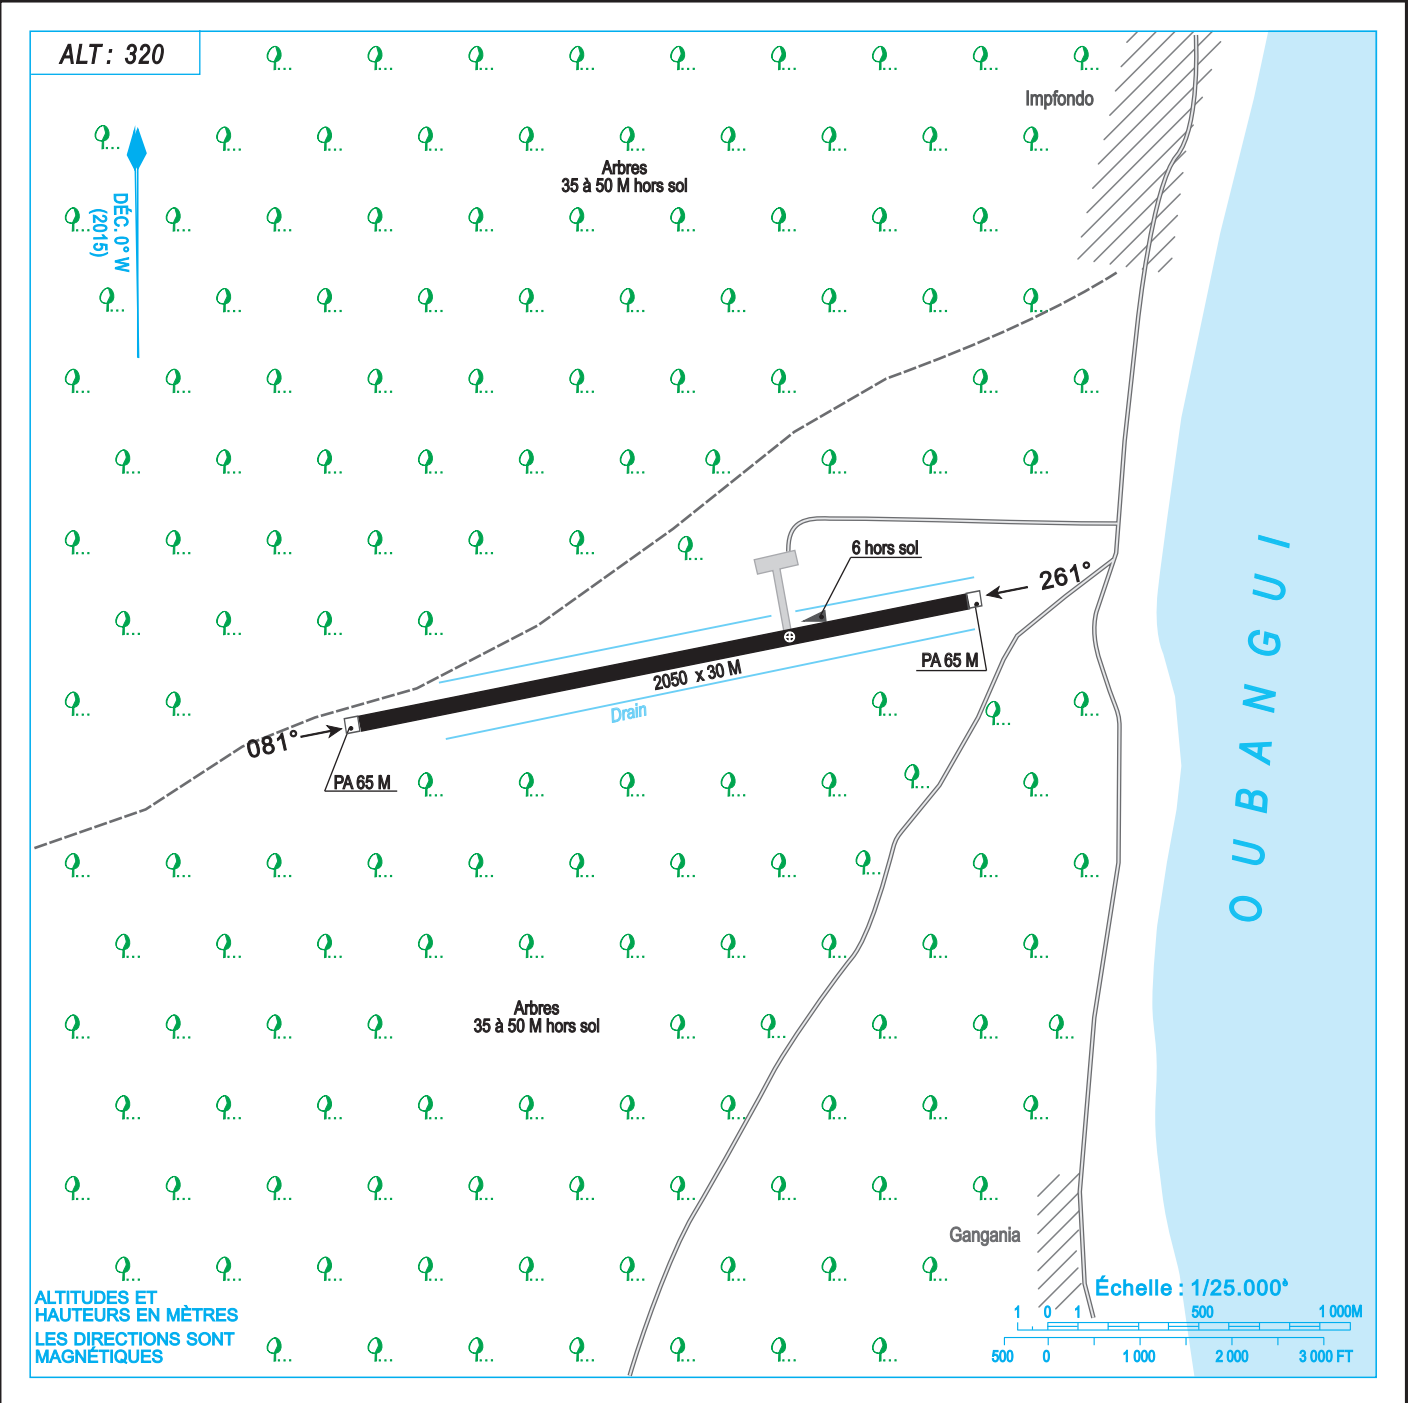 ALT : 320
Impfondo
Arbres
35 à 50 M hors sol
DÉC. 0° W
(2015)
6 hors sol
261°
PA 65 M
2050 x 30 M
Drain
081°
PA 65 M
OUBANGUI
Arbres
35 à 50 M hors sol
Gangania
ALTITUDES ET
HAUTEURS EN MÈTRES
LES DIRECTIONS SONT
MAGNÉTIQUES
Échelle : 1/25.000è
1 0 1 500 1 000M
500 0 1 000 2 000 3 000 FT